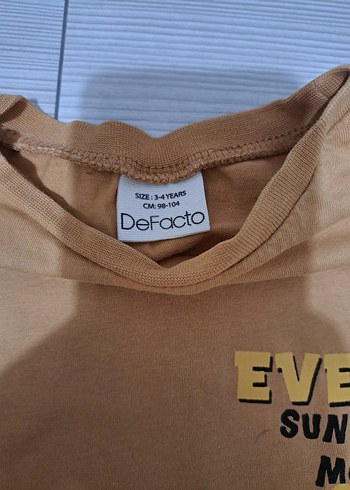 SIZE : 3-4 YEARS
CM: 98-104
DeFacto
EVE
SUN